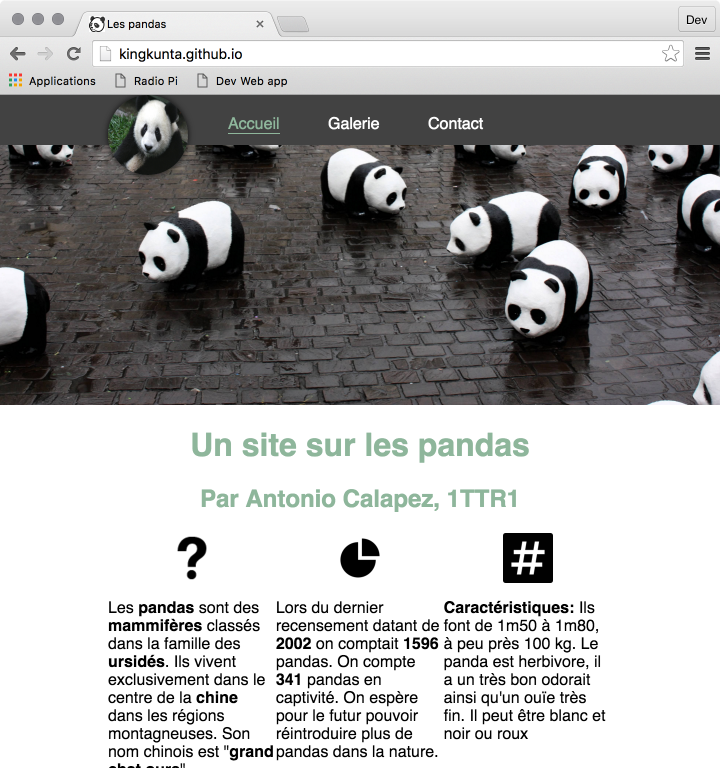 Les pandas
Dev
kingkunta.github.io
Applications
Radio Pi
Dev Web app
Accueil
Galerie
Contact
Un site sur les pandas
Par Antonio Calapez, 1TTR1
?
#
Les pandas sont des
mammifères classés
dans la famille des
ursidés. Ils vivent
exclusivement dans le
centre de la chine
dans les régions
montagneuses. Son
nom chinois est "grand
chat ours"
Lors du dernier
recensement datant de
2002 on comptait 1596
pandas. On compte
341 pandas en
captivité. On espère
pour le futur pouvoir
réintroduire plus de
pandas dans la nature.
Caractéristiques: Ils
font de 1m50 à 1m80,
à peu près 100 kg. Le
panda est herbivore, il
a un très bon odorait
ainsi qu'un ouïe très
fin. Il peut être blanc et
noir ou roux